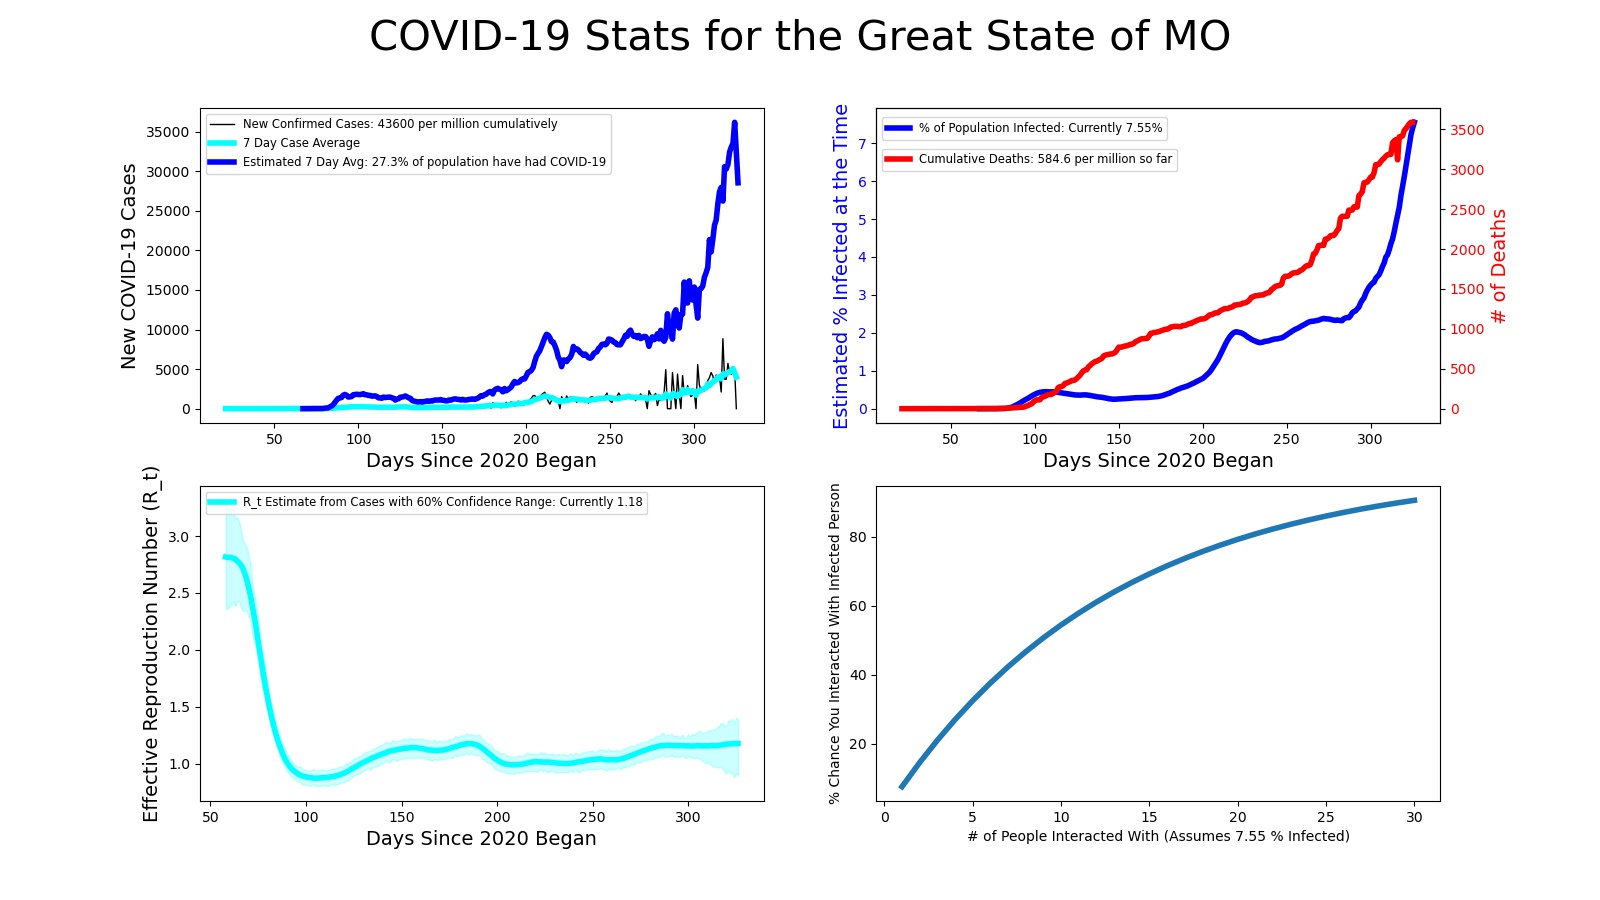 COVID-19 Stats for the Great State of MO
New COVID-19 Cases
35000
30000
25000
20000
15000
10000
5000
0
New Confirmed Cases: 43600 per million cumulatively
7 Day Case Average
Estimated 7 Day Avg: 27.3% of population have had COVID-19
50 100 150 200 250 300
Days Since 2020 Began
Estimated % Infected at the Time
7
6
5
4
3
2
1
0
% of Population Infected: Currently 7.55%
Cumulative Deaths: 584.6 per million so far
3500
3000
2500
2000
1500
1000
500
0
# of Deaths
50 100 150 200 250 300
Days Since 2020 Began
Effective Reproduction Number (R_t)
3.0
2.5
2.0
1.5
1.0
R_t Estimate from Cases with 60% Confidence Range: Currently 1.18
50 100 150 200 250 300
Days Since 2020 Began
% Chance You Interacted With Infected Person
80
60
40
20
0 5 10 15 20 25 30
# of People Interacted With (Assumes 7.55 % Infected)